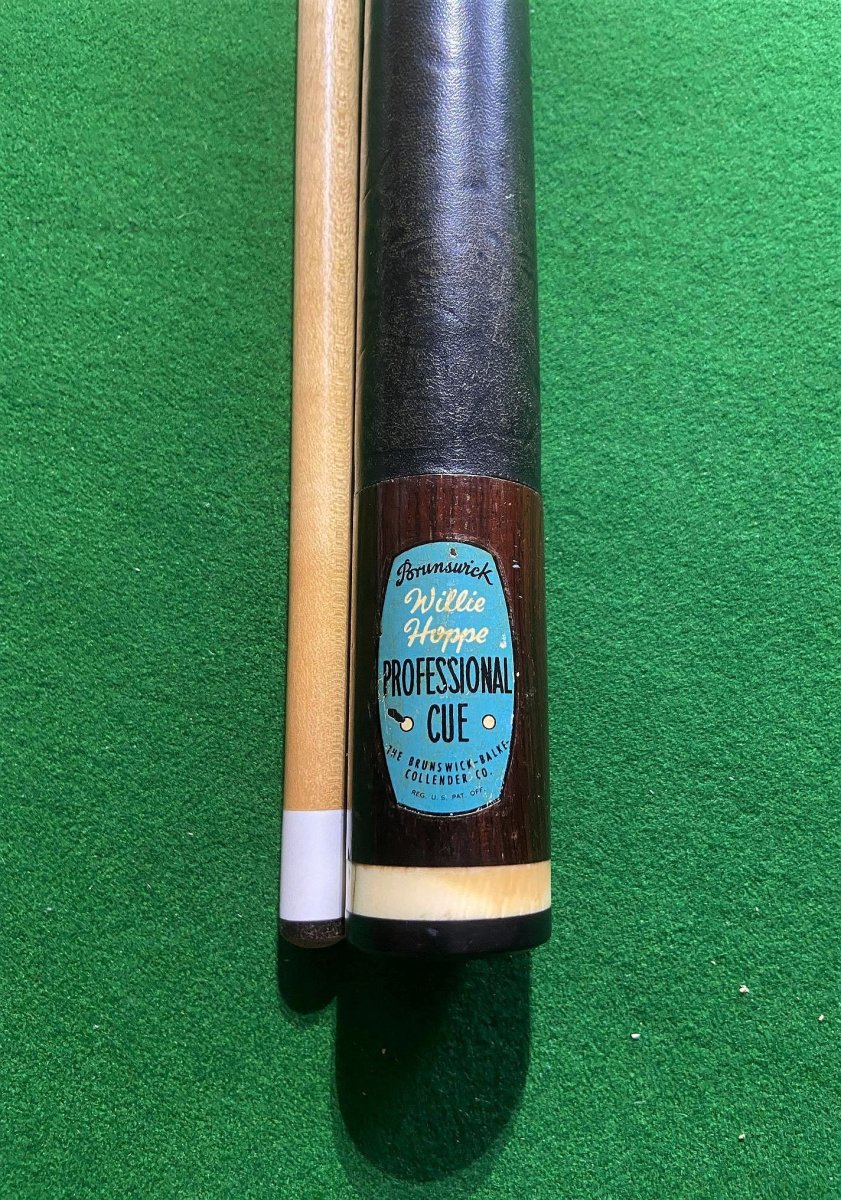 Brunswick
Willie
Hoppe
PROFESSIONAL
CUE
THE BRUNSWICK-BALKE-
COLLENDER CO.
REG. U. S. PAT. OFF.